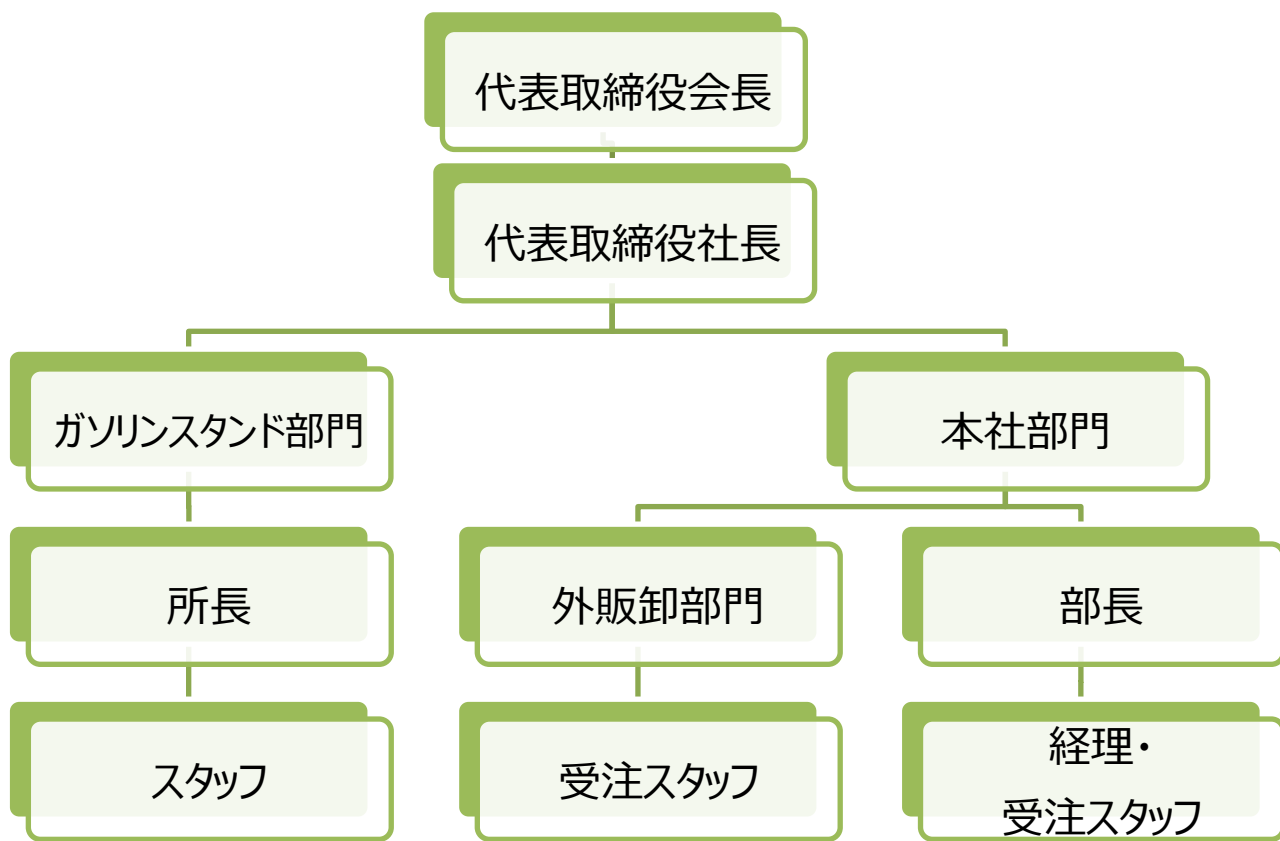 代表取締役会長
代表取締役社長
ガソリンスタンド部門
本社部門
所長
外販卸部門
部長
スタッフ
受注スタッフ
経理・
受注スタッフ